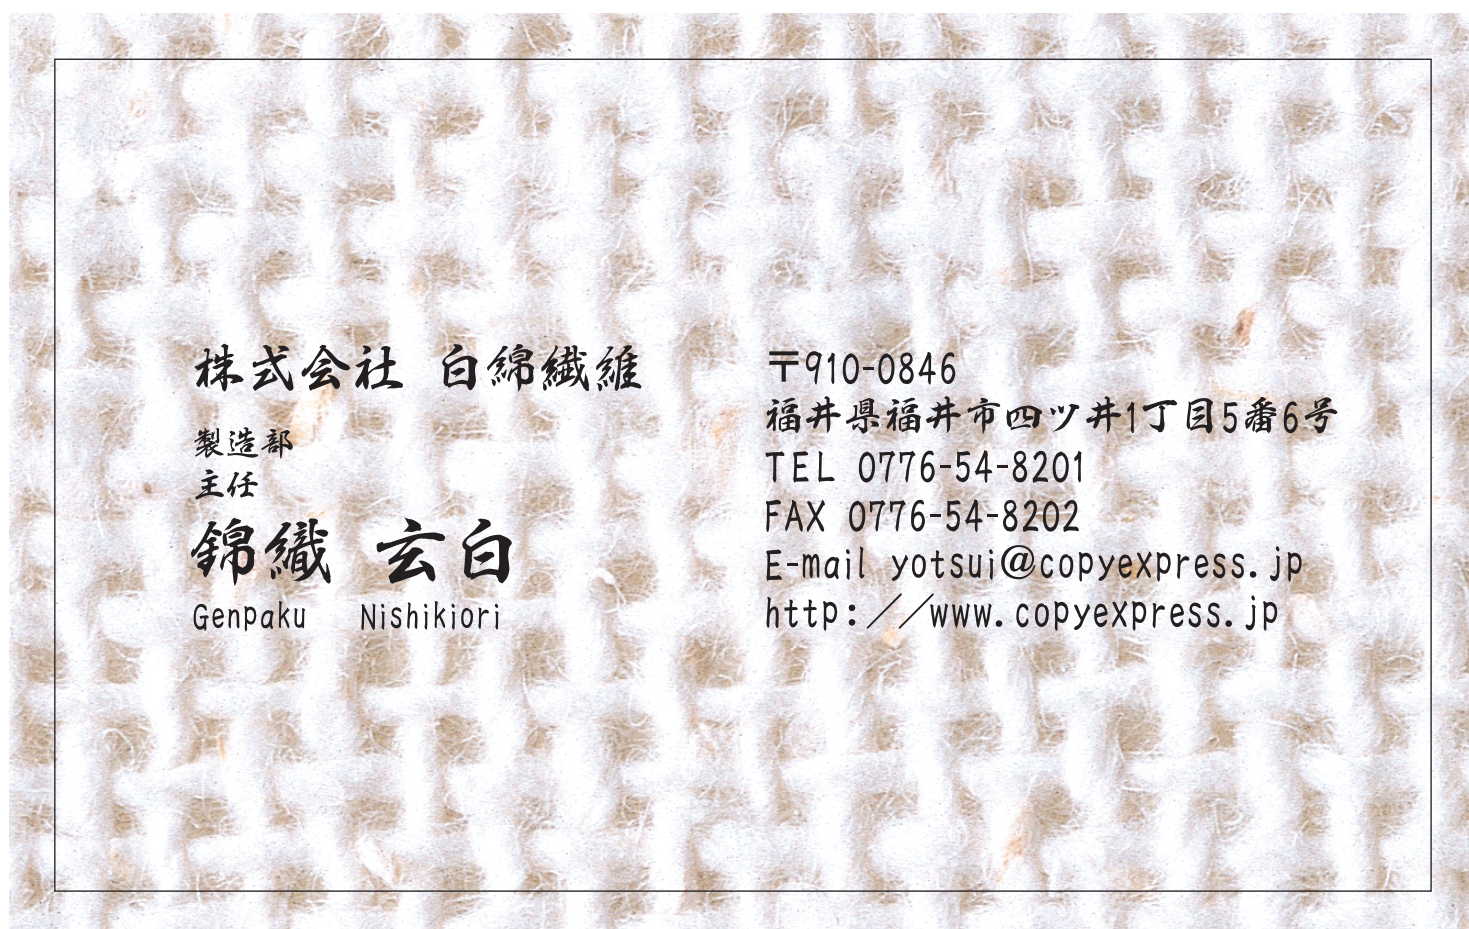 株式会社 白綿繊維
製造部
主任
錦織 玄白
Genpaku Nishikiori
〒910-0846
福井県福井市四ツ井1丁目5番6号
TEL 0776-54-8201
FAX 0776-54-8202
E-mail yotsui@copyexpress.jp
http://www.copyexpress.jp